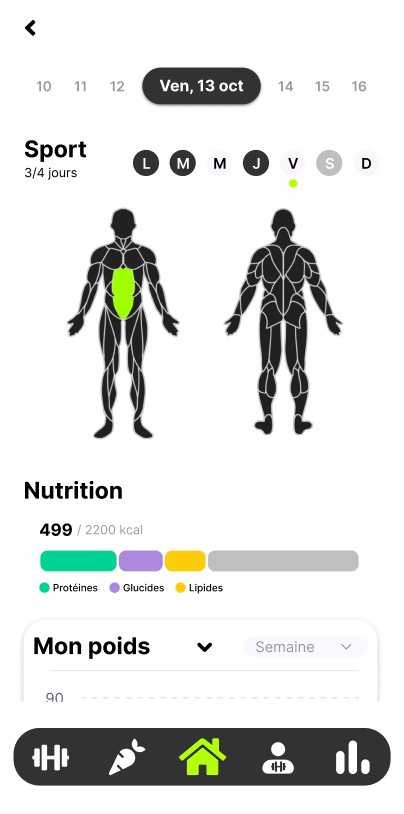 10 11 12 Ven, 13 oct 14 15 16
Sport
3/4 jours
L M M J V S D
Nutrition
499 / 2200 kcal
Protéines Glucides Lipides
Mon poids Semaine
90